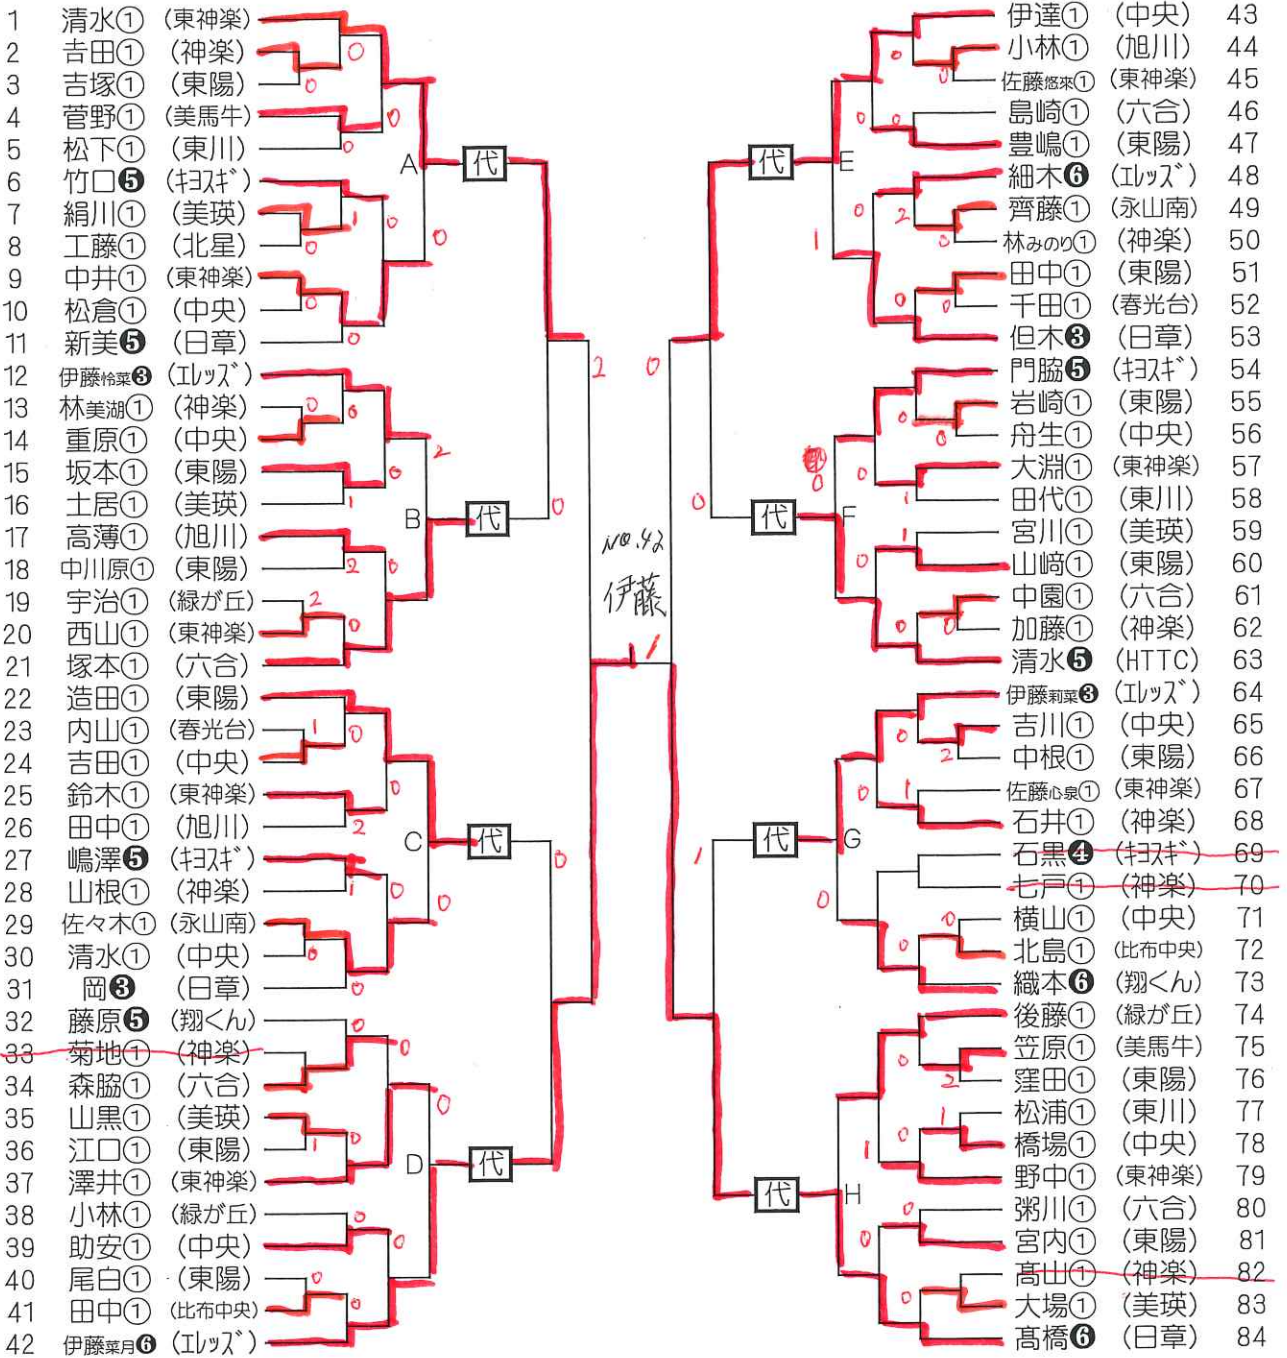 1 清水① (東神楽)
2 𠮷田① (神楽)
3 吉塚① (東陽)
4 菅野① (美馬牛)
5 松下① (東川)
6 竹口❺ (キヨスギ)
7 絹川① (美瑛)
8 工藤① (北星)
9 中井① (東神楽)
10 松倉① (中央)
11 新美❺ (日章)
12 伊藤怜菜❸ (エレッズ)
13 林美湖① (神楽)
14 重原① (中央)
15 坂本① (東陽)
16 土居① (美瑛)
17 高薄① (旭川)
18 中川原① (東陽)
19 宇治① (緑が丘)
20 西山① (東神楽)
21 塚本① (六合)
22 造田① (東陽)
23 内山① (春光台)
24 吉田① (中央)
25 鈴木① (東神楽)
26 田中① (旭川)
27 嶋澤❺ (キヨスギ)
28 山根① (神楽)
29 佐々木① (永山南)
30 清水① (中央)
31 岡❸ (日章)
32 藤原❺ (翔くん)
33 菊地① (神楽)
34 森脇① (六合)
35 山黒① (美瑛)
36 江口① (東陽)
37 澤井① (東神楽)
38 小林① (緑が丘)
39 助安① (中央)
40 尾白① (東陽)
41 田中① (比布中央)
42 伊藤菜月❻ (エレッズ)
A 代
B 代
C 代
D 代
No.42
伊藤
代 E
代 F
代 G
代 H
伊達① (中央) 43
小林① (旭川) 44
佐藤悠來① (東神楽) 45
島崎① (六合) 46
豊嶋① (東陽) 47
細木❻ (エレッズ) 48
齊藤① (永山南) 49
林みのり① (神楽) 50
田中① (東陽) 51
千田① (春光台) 52
但木❸ (日章) 53
門脇❺ (キヨスギ) 54
岩崎① (東陽) 55
舟生① (中央) 56
大淵① (東神楽) 57
田代① (東川) 58
宮川① (美瑛) 59
山﨑① (東陽) 60
中園① (六合) 61
加藤① (神楽) 62
清水❺ (HTTC) 63
伊藤莉菜❸ (エレッズ) 64
吉川① (中央) 65
中根① (東陽) 66
佐藤心泉① (東神楽) 67
石井① (神楽) 68
石黒❹ (キヨスギ) 69
七戸① (神楽) 70
横山① (中央) 71
北島① (比布中央) 72
織本❻ (翔くん) 73
後藤① (緑が丘) 74
笠原① (美馬牛) 75
窪田① (東陽) 76
松浦① (東川) 77
橋場① (中央) 78
野中① (東神楽) 79
粥川① (六合) 80
宮内① (東陽) 81
髙山① (神楽) 82
大場① (美瑛) 83
髙橋❻ (日章) 84